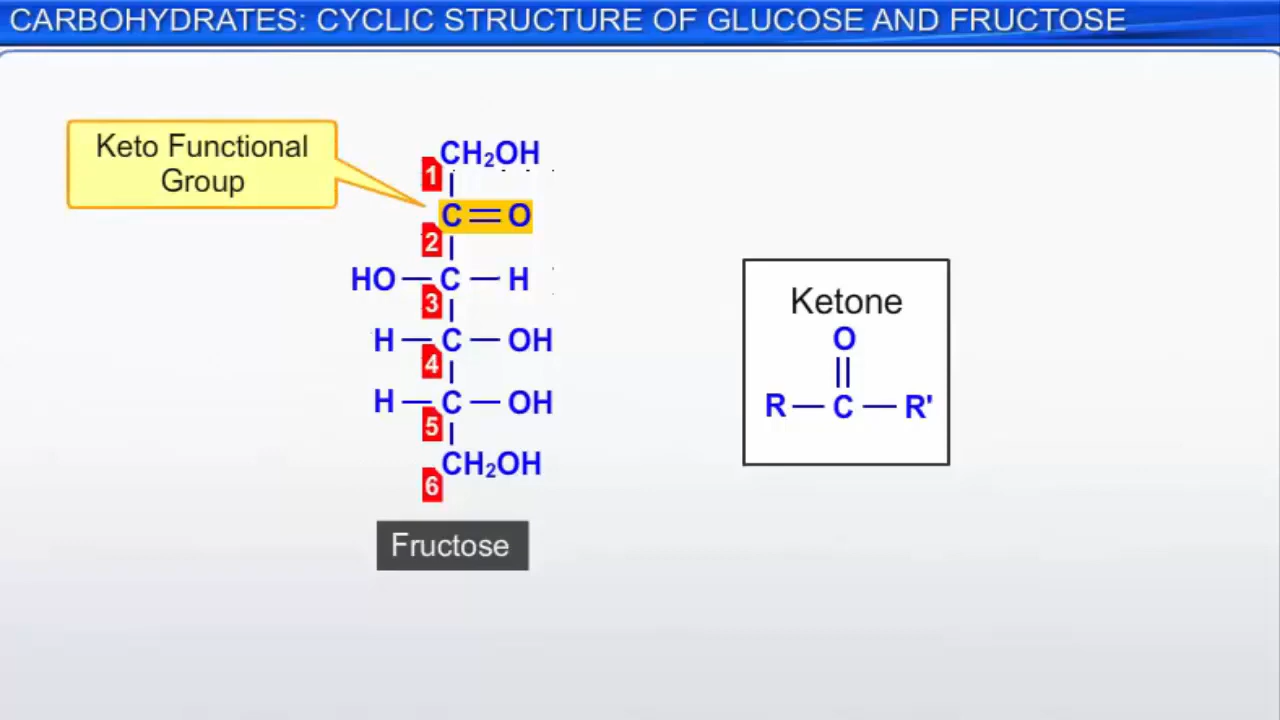 CARBOHYDRATES: CYCLIC STRUCTURE OF GLUCOSE AND FRUCTOSE
Keto Functional
Group
CH₂OH
1
C=O
2
HO—C—H
3
H—C—OH
4
H—C—OH
5
CH₂OH
6
Fructose
Ketone
O
||
R—C—R'